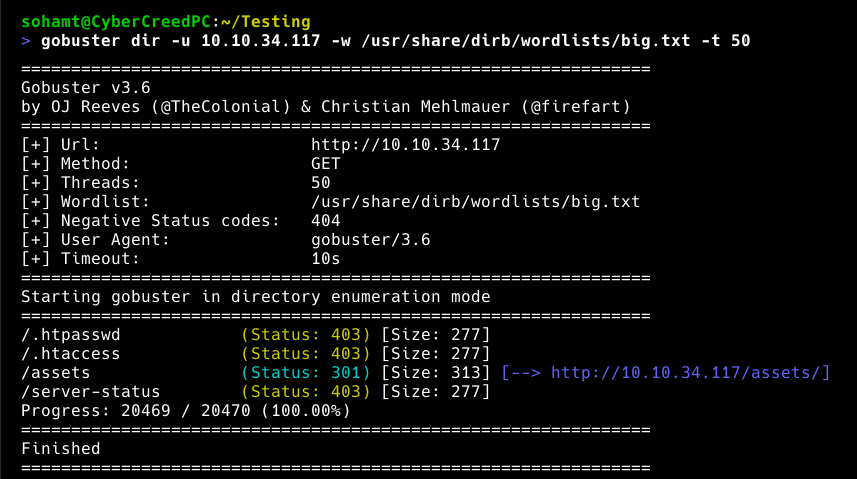 sohamt@CyberCreedPC:~/Testing
> gobuster dir -u 10.10.34.117 -w /usr/share/dirb/wordlists/big.txt -t 50
===============================================================
Gobuster v3.6
by OJ Reeves (@TheColonial) & Christian Mehlmauer (@firefart)
===============================================================
[+] Url:                     http://10.10.34.117
[+] Method:                  GET
[+] Threads:                 50
[+] Wordlist:                /usr/share/dirb/wordlists/big.txt
[+] Negative Status codes:   404
[+] User Agent:              gobuster/3.6
[+] Timeout:                 10s
===============================================================
Starting gobuster in directory enumeration mode
===============================================================
/.htpasswd            (Status: 403) [Size: 277]
/.htaccess            (Status: 403) [Size: 277]
/assets               (Status: 301) [Size: 313] [--> http://10.10.34.117/assets/]
/server-status        (Status: 403) [Size: 277]
Progress: 20469 / 20470 (100.00%)
===============================================================
Finished
===============================================================